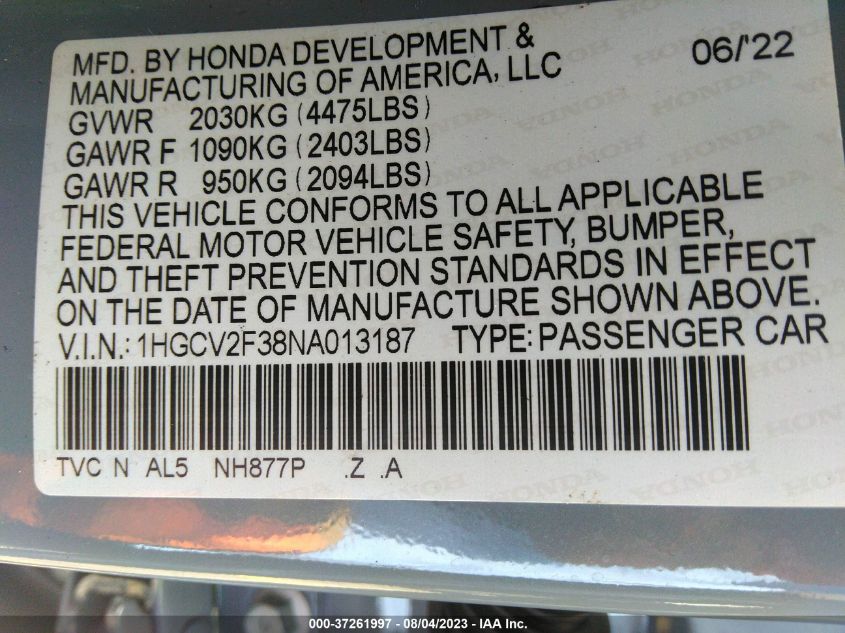 MFD. BY HONDA DEVELOPMENT &
MANUFACTURING OF AMERICA, LLC 06/'22
GVWR 2030KG (4475LBS)
GAWR F 1090KG (2403LBS)
GAWR R 950KG (2094LBS)
THIS VEHICLE CONFORMS TO ALL APPLICABLE
FEDERAL MOTOR VEHICLE SAFETY, BUMPER,
AND THEFT PREVENTION STANDARDS IN EFFECT
ON THE DATE OF MANUFACTURE SHOWN ABOVE.
V.I.N.: 1HGCV2F38NA013187 TYPE: PASSENGER CAR
TVC N AL5 NH877P .Z .A
000-37261997 - 08/04/2023 - IAA Inc.